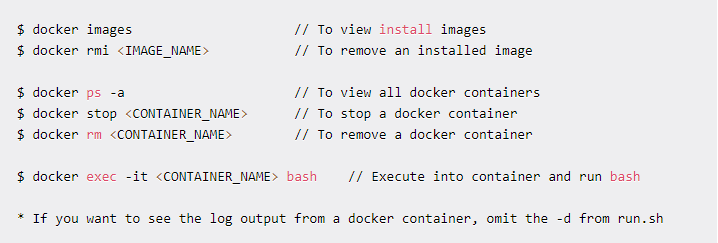 $ docker images // To view install images
$ docker rmi <IMAGE_NAME> // To remove an installed image
$ docker ps -a // To view all docker containers
$ docker stop <CONTAINER_NAME> // To stop a docker container
$ docker rm <CONTAINER_NAME> // To remove a docker container
$ docker exec -it <CONTAINER_NAME> bash // Execute into container and run bash
* If you want to see the log output from a docker container, omit the -d from run.sh